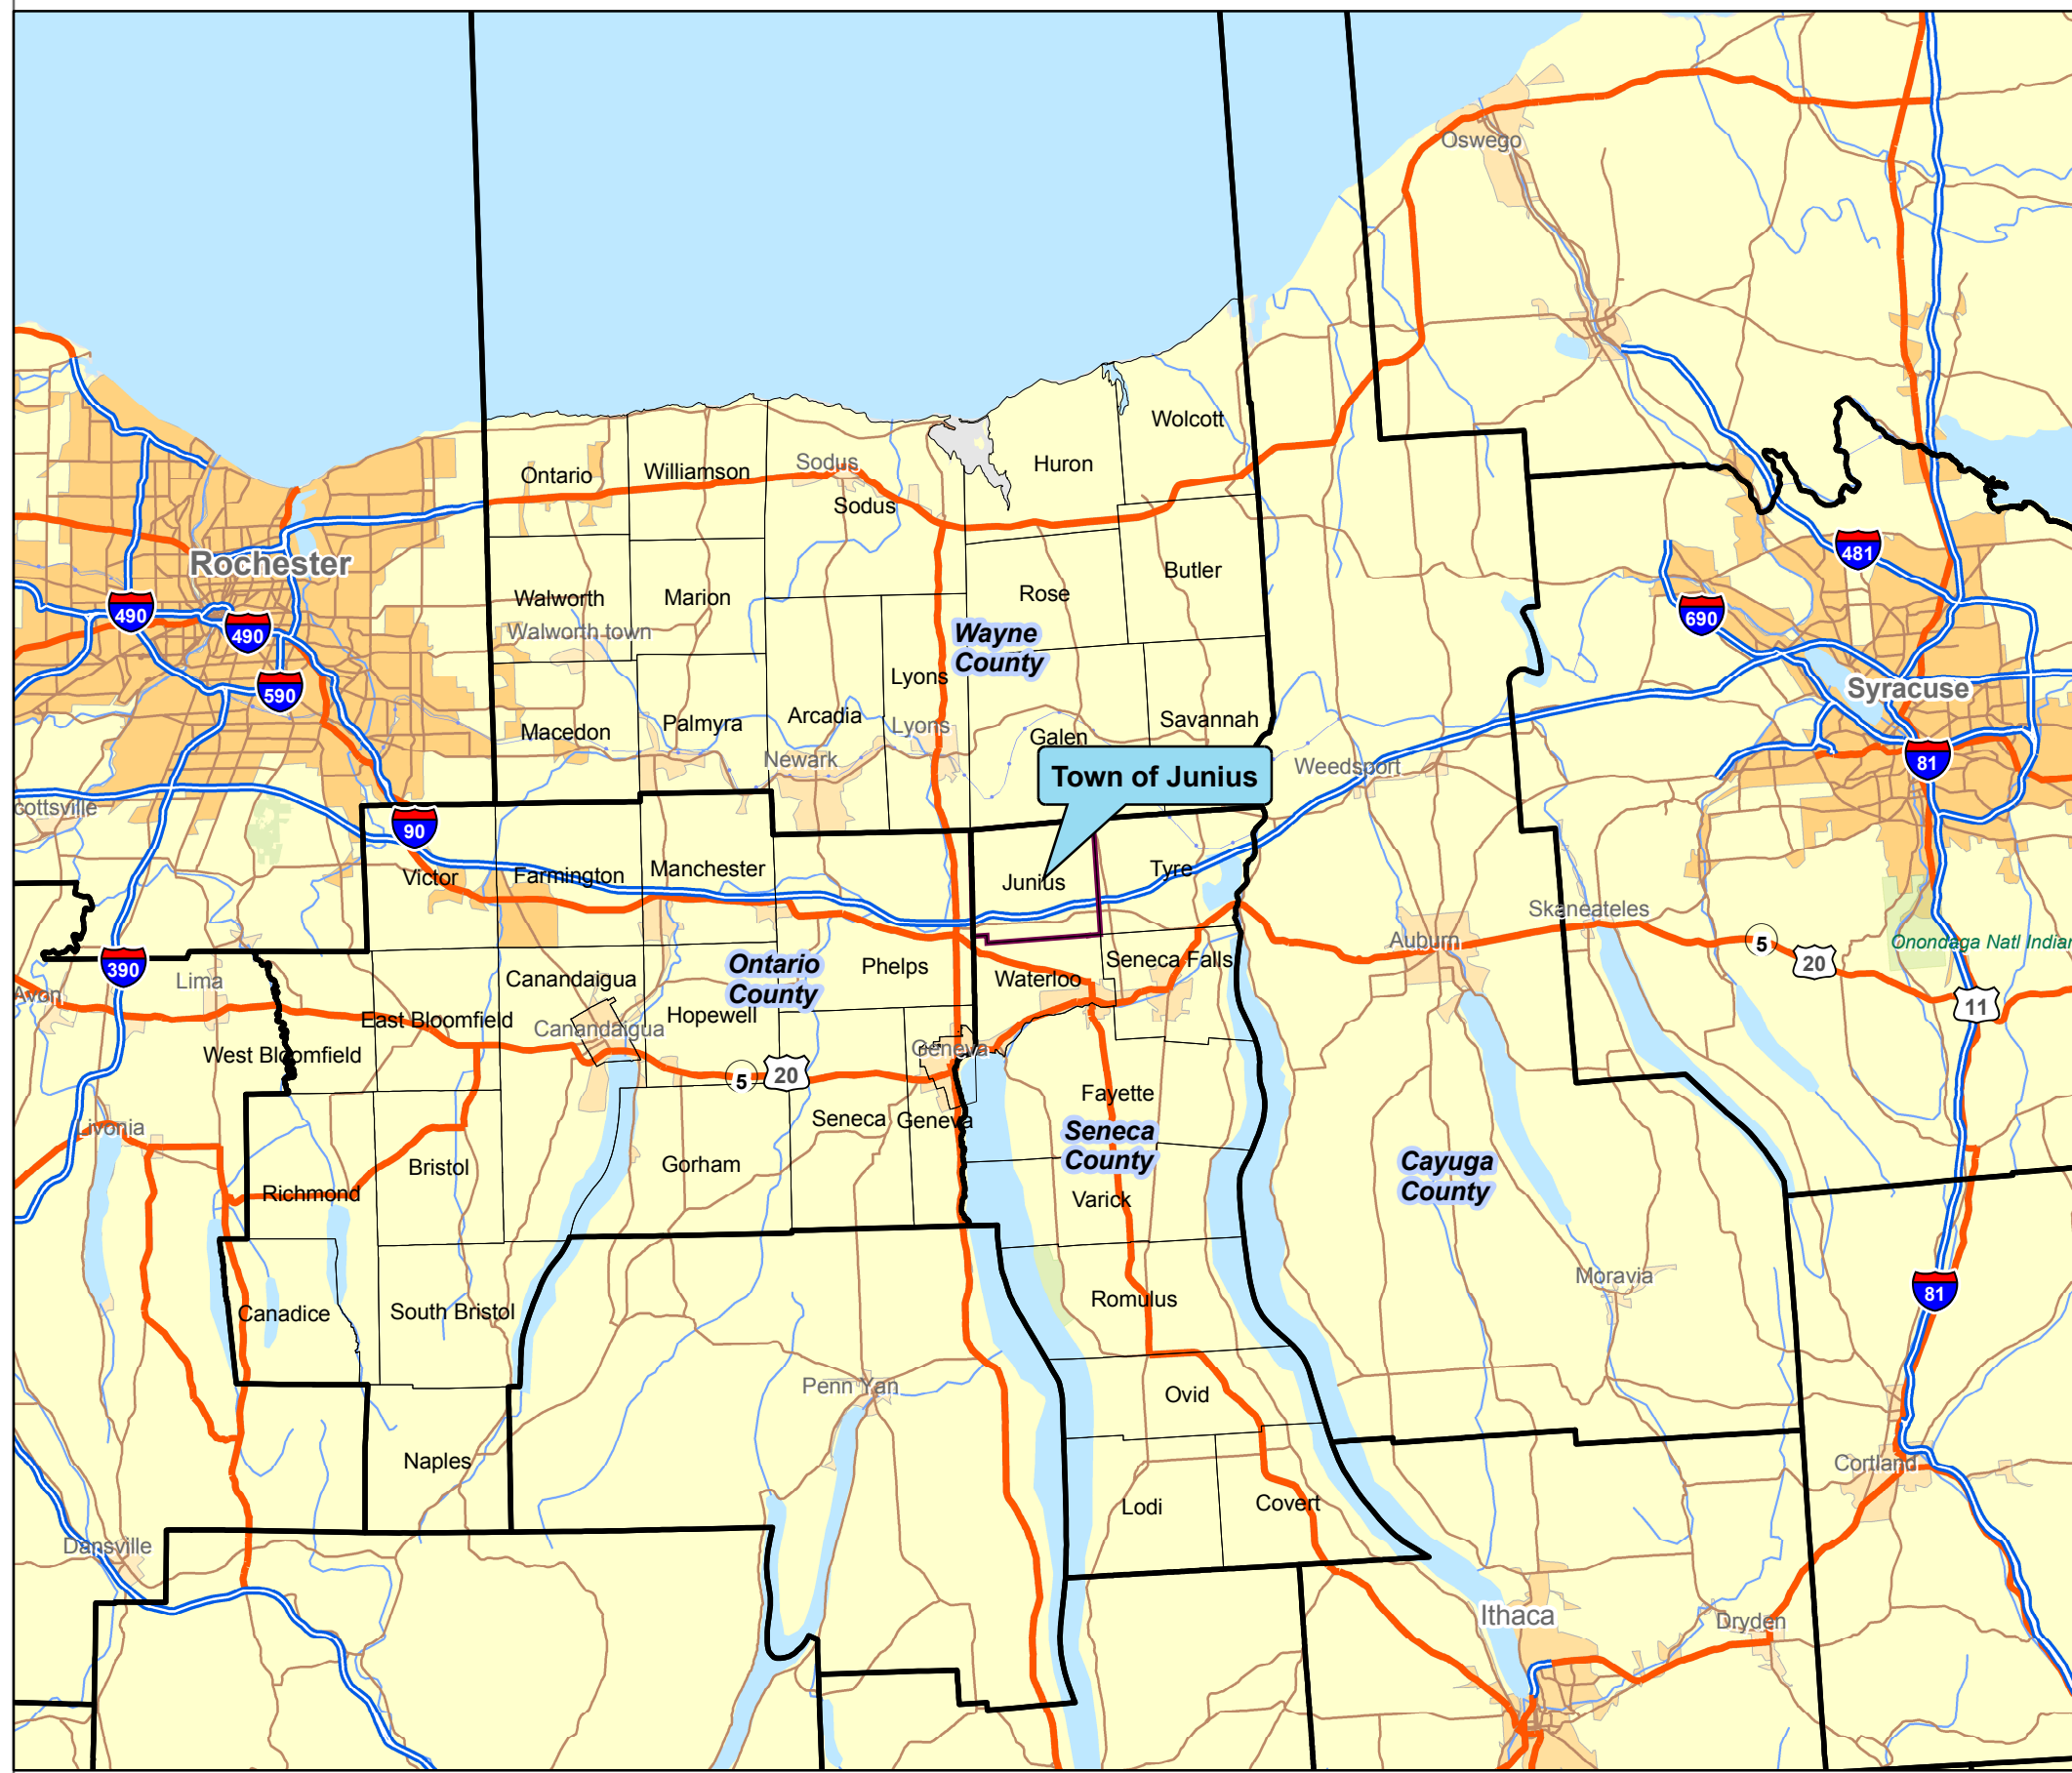 Oswego
Wolcott
Huron
Sodus
Ontario
Williamson
Sodus
Rochester
481
Butler
Rose
490
Walworth
Marion
690
490
Walworth town
Wayne
County
Lyons
590
Syracuse
Arcadia
Savannah
Palmyra
Macedon
Lyons
Galen
Newark
Weedsport
81
Town of Junius
cottsville
90
Manchester
Tyre
Victor
Farmington
Junius
Skaneateles
5
Auburn
Onondaga Natl Indian
Seneca Falls
20
390
Ontario
County
Phelps
Lima
Canandaigua
Waterloo
Avon
11
Hopewell
East Bloomfield
Canandaigua
Geneva
West Bloomfield
5
20
Fayette
Seneca
Geneva
Livonia
Seneca
County
Cayuga
County
Gorham
Bristol
Richmond
Varick
Moravia
81
Romulus
Canadice
South Bristol
Penn Yan
Ovid
Naples
Cortland
Covert
Lodi
Dansville
Ithaca
Dryden